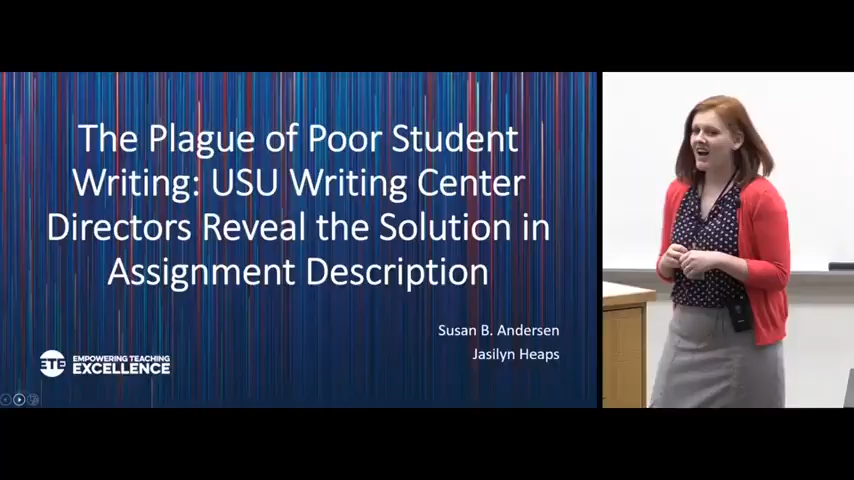 The Plague of Poor Student
Writing: USU Writing Center
Directors Reveal the Solution in
Assignment Description
Susan B. Andersen
Jasilyn Heaps
ETE EMPOWERING TEACHING
EXCELLENCE